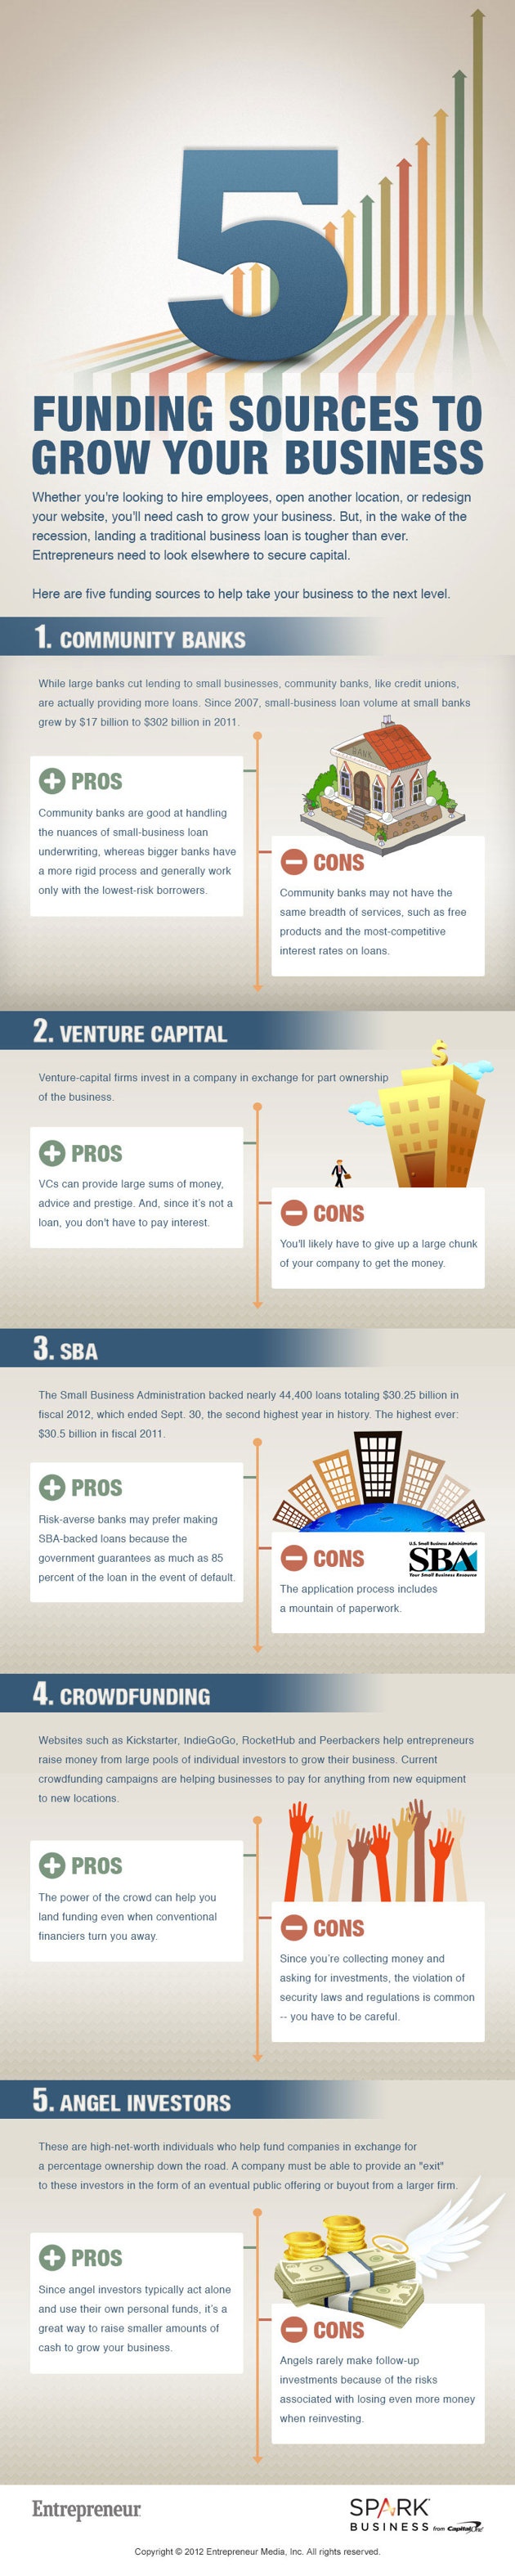 5
FUNDING SOURCES TO
GROW YOUR BUSINESS
Whether you're looking to hire employees, open another location, or redesign
your website, you'll need cash to grow your business. But, in the wake of the
recession, landing a traditional business loan is tougher than ever.
Entrepreneurs need to look elsewhere to secure capital.
Here are five funding sources to help take your business to the next level.
1. COMMUNITY BANKS
While large banks cut lending to small businesses, community banks, like credit unions,
are actually providing more loans. Since 2007, small-business loan volume at small banks
grew by $17 billion to $302 billion in 2011.
BANK
PROS
Community banks are good at handling
the nuances of small-business loan
underwriting, whereas bigger banks have
a more rigid process and generally work
only with the lowest-risk borrowers.
CONS
Community banks may not have the
same breadth of services, such as free
products and the most-competitive
interest rates on loans.
2. VENTURE CAPITAL
$
Venture-capital firms invest in a company in exchange for part ownership
of the business.
PROS
VCs can provide large sums of money,
advice and prestige. And, since it's not a
loan, you don't have to pay interest.
CONS
You'll likely have to give up a large chunk
of your company to get the money.
3. SBA
The Small Business Administration backed nearly 44,400 loans totaling $30.25 billion in
fiscal 2012, which ended Sept. 30, the second highest year in history. The highest ever:
$30.5 billion in fiscal 2011.
PROS
Risk-averse banks may prefer making
SBA-backed loans because the
government guarantees as much as 85
percent of the loan in the event of default.
U.S. Small Business Administration
SBA
Your Small Business Resource
CONS
The application process includes
a mountain of paperwork.
4. CROWDFUNDING
Websites such as Kickstarter, IndieGoGo, RocketHub and Peerbackers help entrepreneurs
raise money from large pools of individual investors to grow their business. Current
crowdfunding campaigns are helping businesses to pay for anything from new equipment
to new locations.
PROS
The power of the crowd can help you
land funding even when conventional
financiers turn you away.
CONS
Since you're collecting money and
asking for investments, the violation of
security laws and regulations is common
-- you have to be careful.
5. ANGEL INVESTORS
These are high-net-worth individuals who help fund companies in exchange for
a percentage ownership down the road. A company must be able to provide an "exit"
to these investors in the form of an eventual public offering or buyout from a larger firm.
PROS
Since angel investors typically act alone
and use their own personal funds, it's a
great way to raise smaller amounts of
cash to grow your business.
CONS
Angels rarely make follow-up
investments because of the risks
associated with losing even more money
when reinvesting.
Entrepreneur
SPARK
BUSINESS from Capital One
Copyright © 2012 Entrepreneur Media, Inc. All rights reserved.